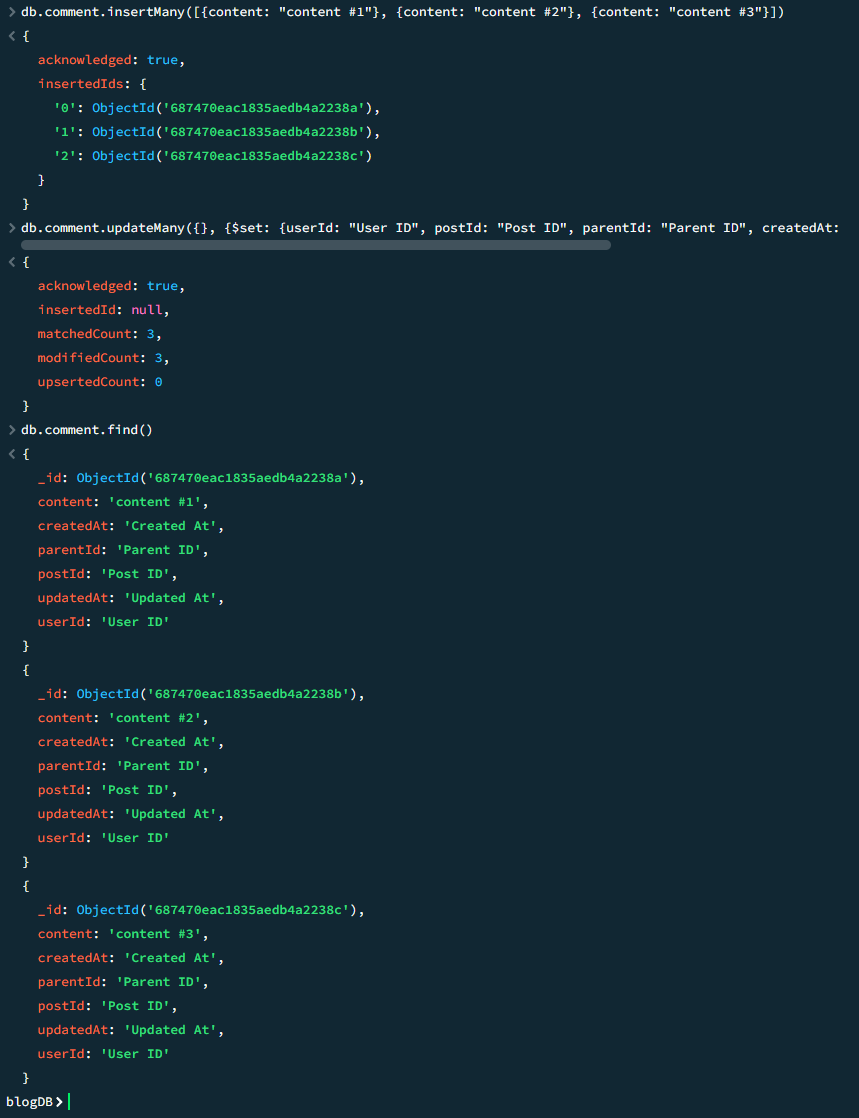 > db.comment.insertMany([{content: "content #1"}, {content: "content #2"}, {content: "content #3"}])
< {
acknowledged: true,
insertedIds: {
'0': ObjectId('687470eac1835aedb4a2238a'),
'1': ObjectId('687470eac1835aedb4a2238b'),
'2': ObjectId('687470eac1835aedb4a2238c')
}
}
> db.comment.updateMany({}, {$set: {userId: "User ID", postId: "Post ID", parentId: "Parent ID", createdAt:
< {
acknowledged: true,
insertedId: null,
matchedCount: 3,
modifiedCount: 3,
upsertedCount: 0
}
> db.comment.find()
< {
_id: ObjectId('687470eac1835aedb4a2238a'),
content: 'content #1',
createdAt: 'Created At',
parentId: 'Parent ID',
postId: 'Post ID',
updatedAt: 'Updated At',
userId: 'User ID'
}
{
_id: ObjectId('687470eac1835aedb4a2238b'),
content: 'content #2',
createdAt: 'Created At',
parentId: 'Parent ID',
postId: 'Post ID',
updatedAt: 'Updated At',
userId: 'User ID'
}
{
_id: ObjectId('687470eac1835aedb4a2238c'),
content: 'content #3',
createdAt: 'Created At',
parentId: 'Parent ID',
postId: 'Post ID',
updatedAt: 'Updated At',
userId: 'User ID'
}
blogDB>